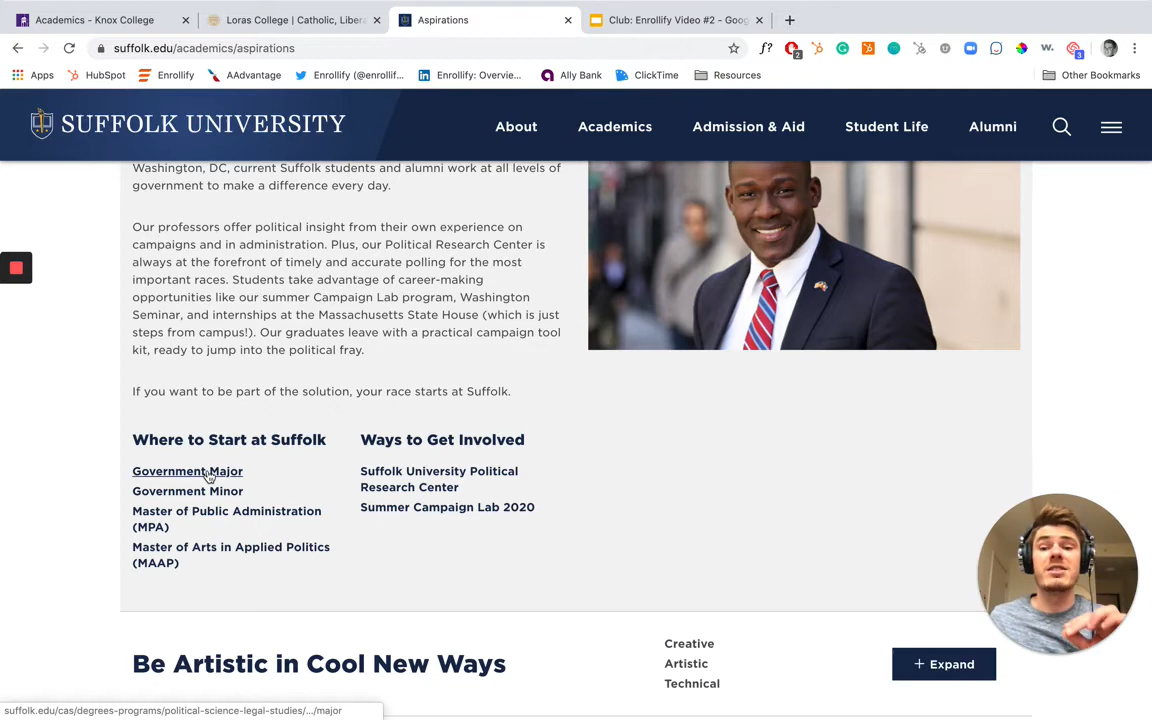 Academics - Knox College
Loras College | Catholic, Libera
Aspirations
Club: Enrollify Video #2 - Goog
suffolk.edu/academics/aspirations
f?
2
w.
3
Apps
HubSpot
Enrollify
AAdvantage
Enrollify (@enrollif...
Enrollify: Overvie...
Ally Bank
ClickTime
Resources
Other Bookmarks
SUFFOLK UNIVERSITY
About
Academics
Admission & Aid
Student Life
Alumni
Washington, DC, current Suffolk students and alumni work at all levels of
government to make a difference every day.
Our professors offer political insight from their own experience on
campaigns and in administration. Plus, our Political Research Center is
always at the forefront of timely and accurate polling for the most
important races. Students take advantage of career-making
opportunities like our summer Campaign Lab program, Washington
Seminar, and internships at the Massachusetts State House (which is just
steps from campus!). Our graduates leave with a practical campaign tool
kit, ready to jump into the political fray.
If you want to be part of the solution, your race starts at Suffolk.
Where to Start at Suffolk
Government Major
Government Minor
Master of Public Administration
(MPA)
Master of Arts in Applied Politics
(MAAP)
Ways to Get Involved
Suffolk University Political
Research Center
Summer Campaign Lab 2020
Be Artistic in Cool New Ways
Creative
Artistic
Technical
+ Expand
suffolk.edu/cas/degrees-programs/political-science-legal-studies/.../major